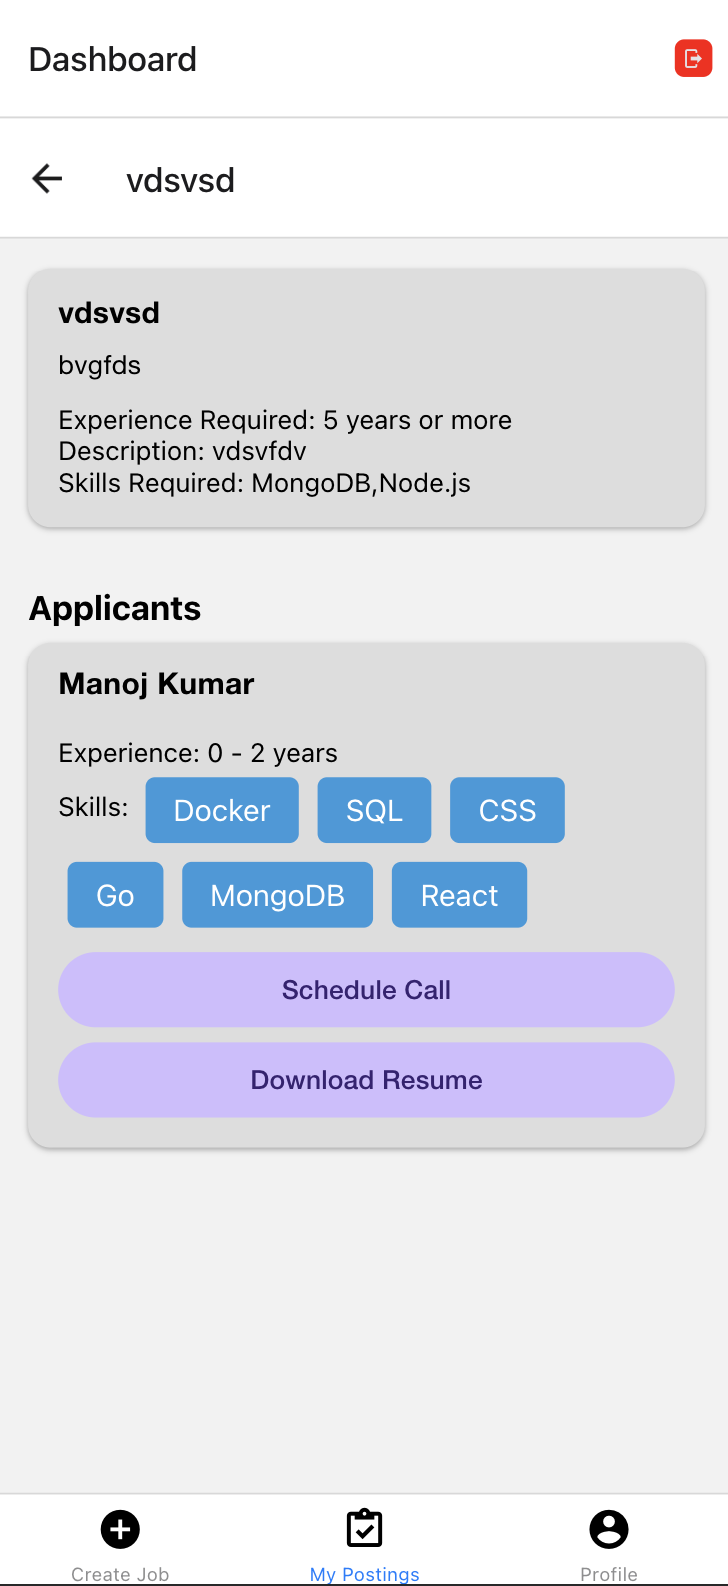 Dashboard
vdsvsd
vdsvsd
bvgfds
Experience Required: 5 years or more
Description: vdsvfdv
Skills Required: MongoDB,Node.js
Applicants
Manoj Kumar
Experience: 0 - 2 years
Skills: Docker SQL CSS
Go MongoDB React
Schedule Call
Download Resume
Create Job My Postings Profile